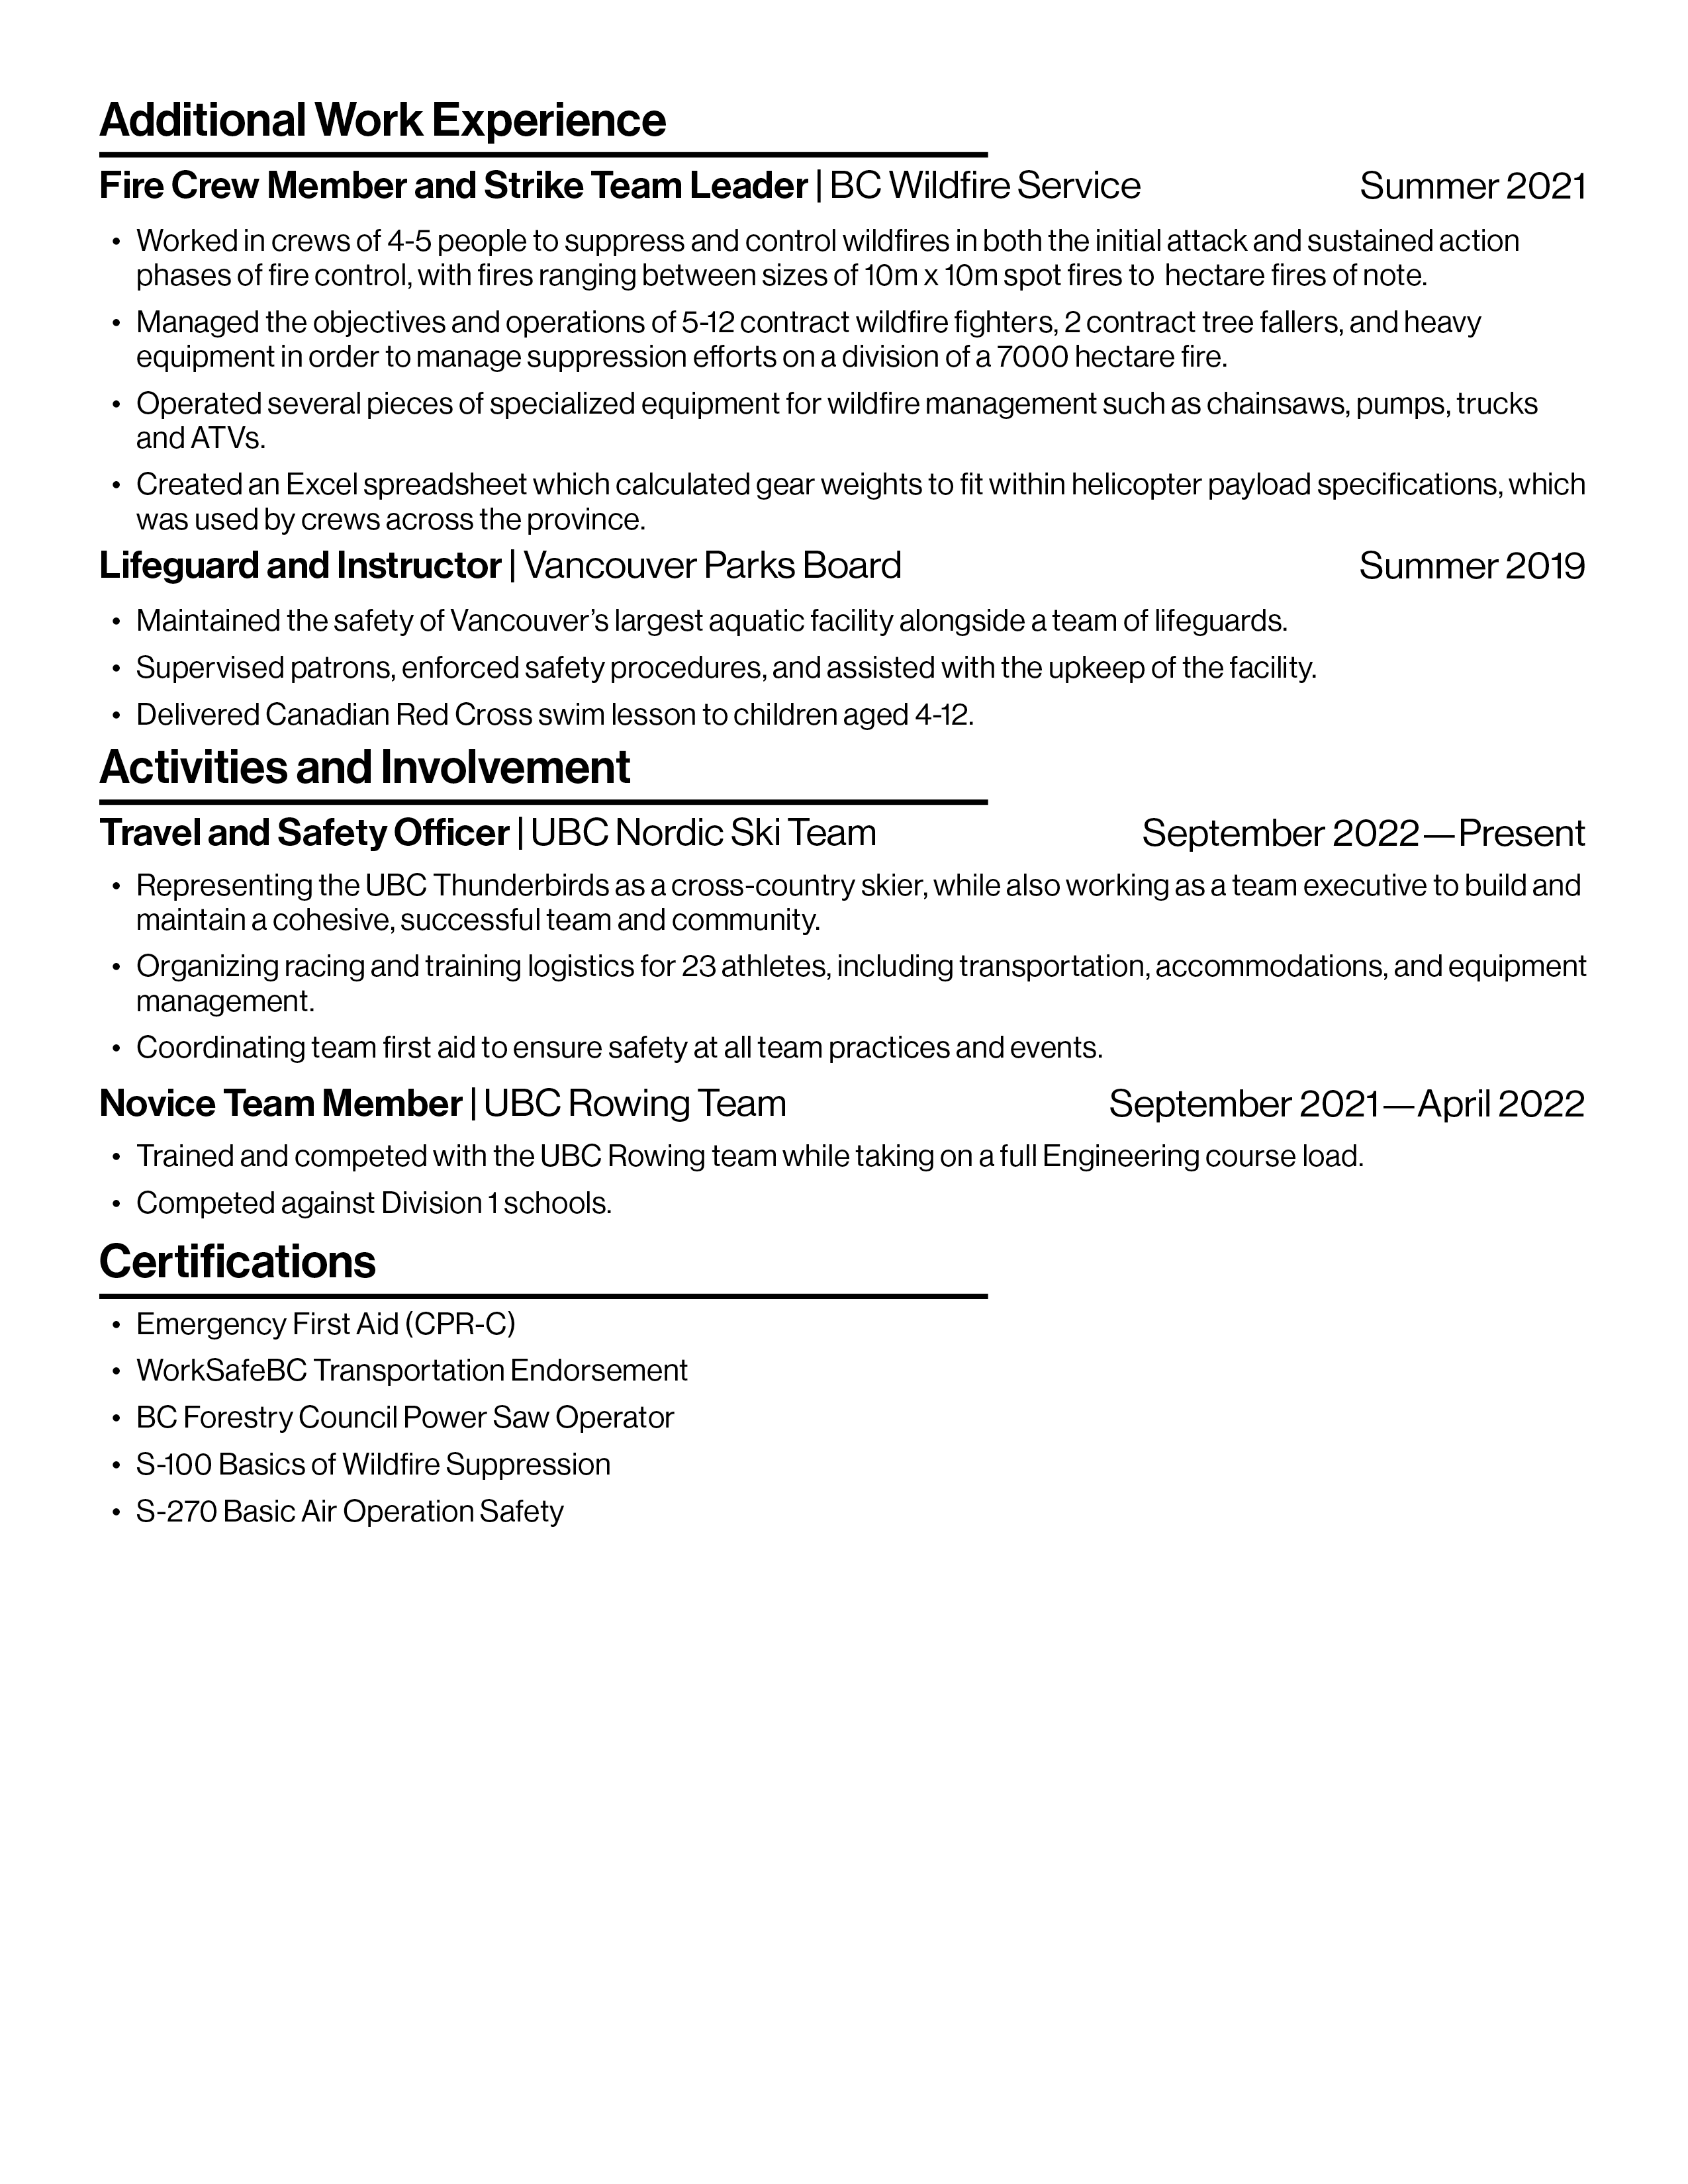 Additional Work Experience
Fire Crew Member and Strike Team Leader | BC Wildfire Service Summer 2021
• Worked in crews of 4-5 people to suppress and control wildfires in both the initial attack and sustained action
phases of fire control, with fires ranging between sizes of 10m x 10m spot fires to  hectare fires of note.
• Managed the objectives and operations of 5-12 contract wildfire fighters, 2 contract tree fallers, and heavy
equipment in order to manage suppression efforts on a division of a 7000 hectare fire.
• Operated several pieces of specialized equipment for wildfire management such as chainsaws, pumps, trucks
and ATVs.
• Created an Excel spreadsheet which calculated gear weights to fit within helicopter payload specifications, which
was used by crews across the province.
Lifeguard and Instructor | Vancouver Parks Board Summer 2019
• Maintained the safety of Vancouver’s largest aquatic facility alongside a team of lifeguards.
• Supervised patrons, enforced safety procedures, and assisted with the upkeep of the facility.
• Delivered Canadian Red Cross swim lesson to children aged 4-12.
Activities and Involvement
Travel and Safety Officer | UBC Nordic Ski Team September 2022—Present
• Representing the UBC Thunderbirds as a cross-country skier, while also working as a team executive to build and
maintain a cohesive, successful team and community.
• Organizing racing and training logistics for 23 athletes, including transportation, accommodations, and equipment
management.
• Coordinating team first aid to ensure safety at all team practices and events.
Novice Team Member | UBC Rowing Team September 2021—April 2022
• Trained and competed with the UBC Rowing team while taking on a full Engineering course load.
• Competed against Division 1 schools.
Certifications
• Emergency First Aid (CPR-C)
• WorkSafeBC Transportation Endorsement
• BC Forestry Council Power Saw Operator
• S-100 Basics of Wildfire Suppression
• S-270 Basic Air Operation Safety